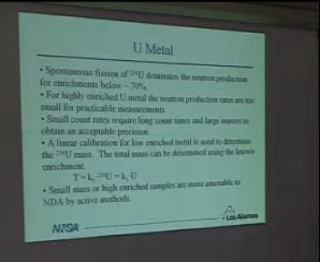 U Metal
• Spontaneous fission of ²³⁸U dominates the neutron production
for enrichments below ~ 70%.
• For highly enriched U metal the neutron production rates are too
small for practicable measurements.
• Small count rates require long count times and large masses to
obtain an acceptable precision.
• A linear calibration for low enriched metal is used to determine
the ²³⁸U mass. The total mass can be determined using the known
enrichment.
• Small mass or high enriched samples are more amenable to
NDA by active methods.
Los Alamos